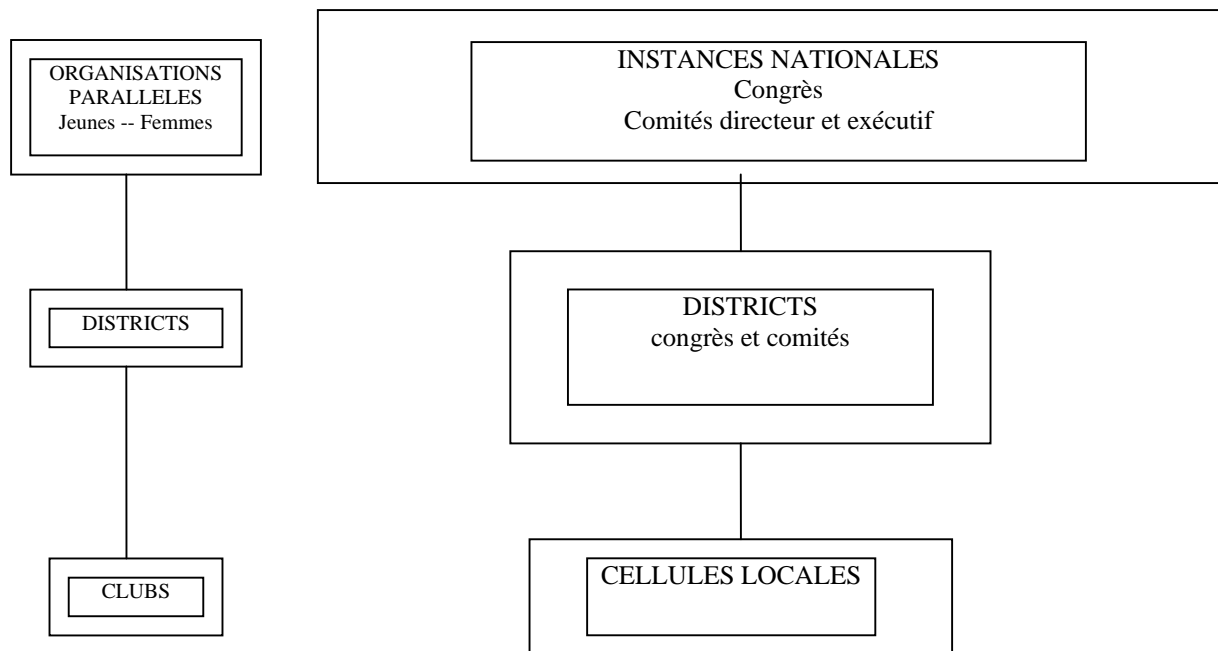 ORGANISATIONS
PARALLELES
Jeunes -- Femmes
INSTANCES NATIONALES
Congrès
Comités directeur et exécutif
DISTRICTS
DISTRICTS
congrès et comités
CLUBS
CELLULES LOCALES